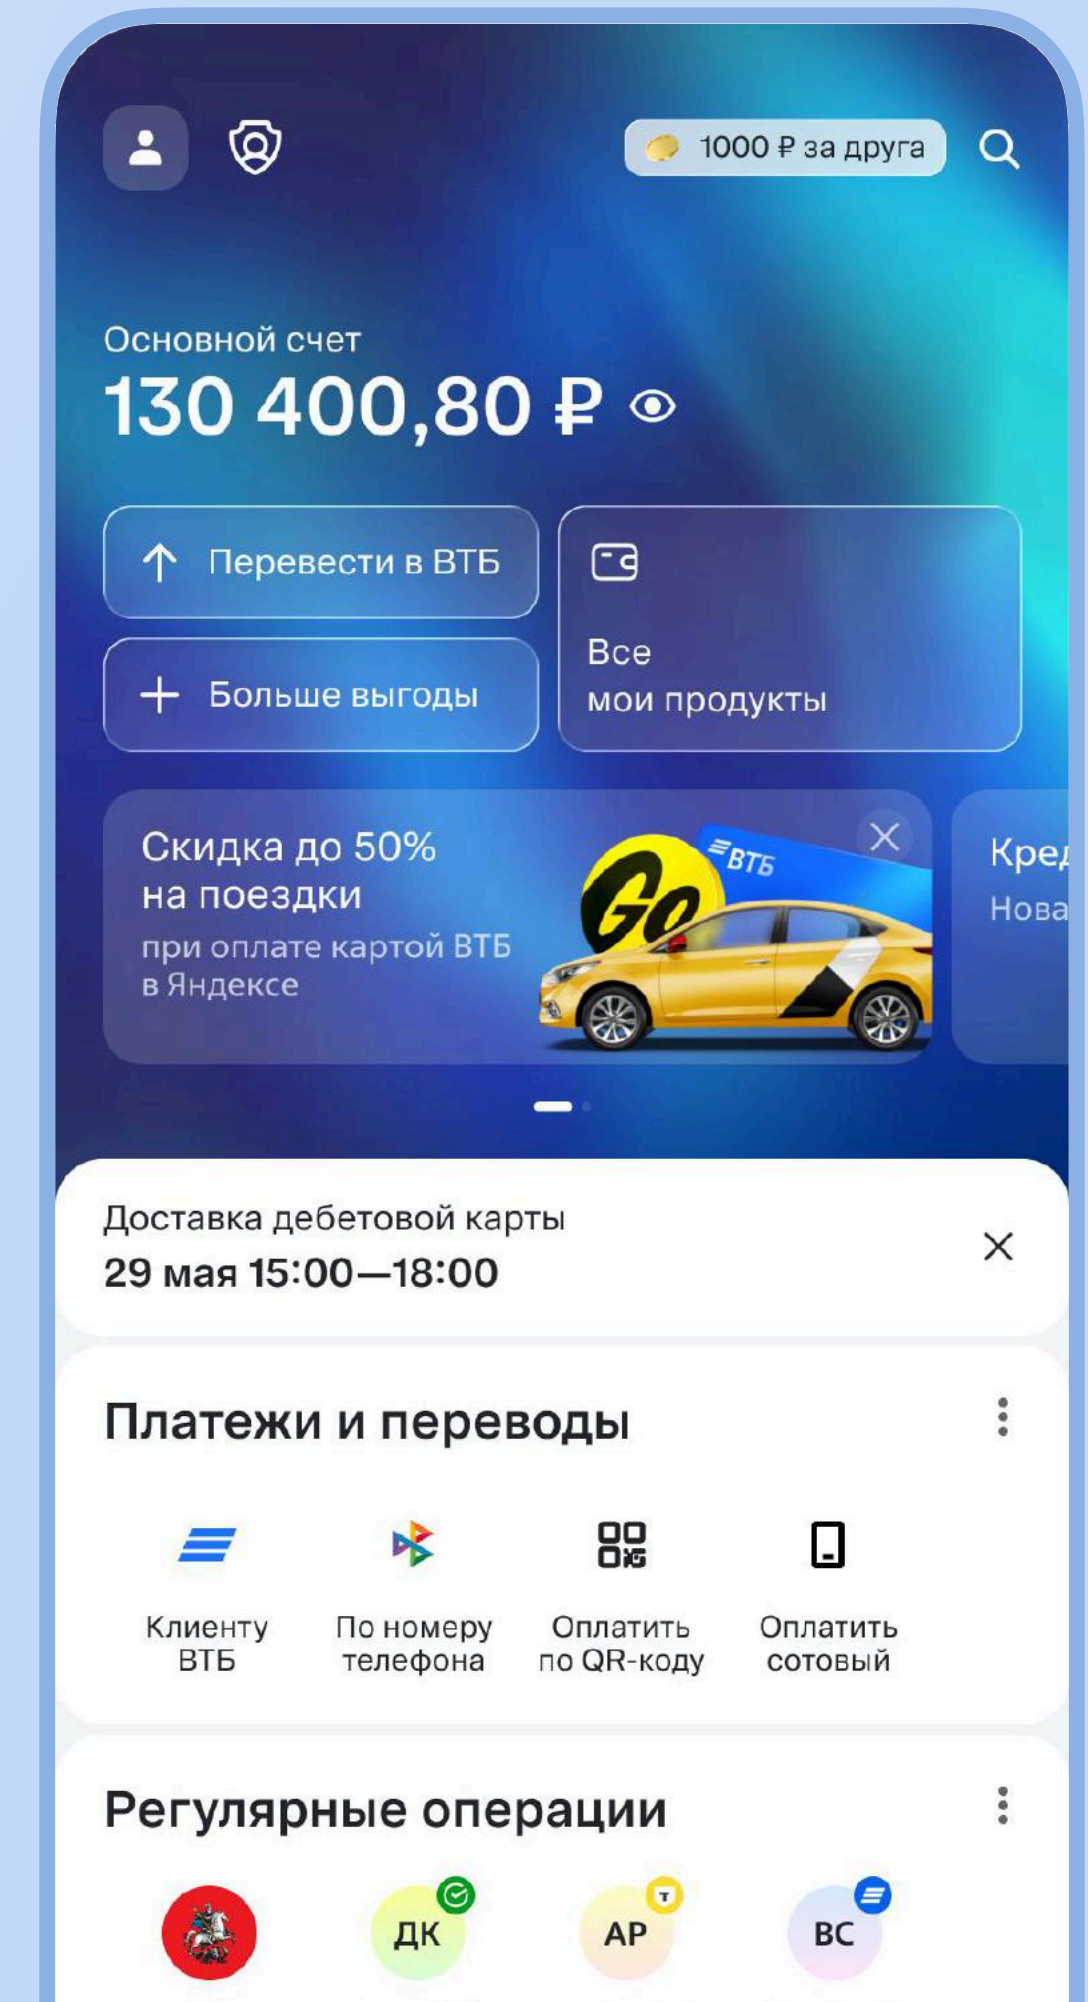 1000 ₽ за друга
Основной счет
130 400,80 ₽
Перевести в ВТБ
Больше выгоды
Все
мои продукты
Скидка до 50%
на поездки
при оплате картой ВТБ
в Яндексе
Go
ВТБ
Кред
Нова
Доставка дебетовой карты
29 мая 15:00—18:00
Платежи и переводы
Клиенту
ВТБ
По номеру
телефона
Оплатить
по QR-коду
Оплатить
сотовый
Регулярные операции
ДК
Т
АР
ВС